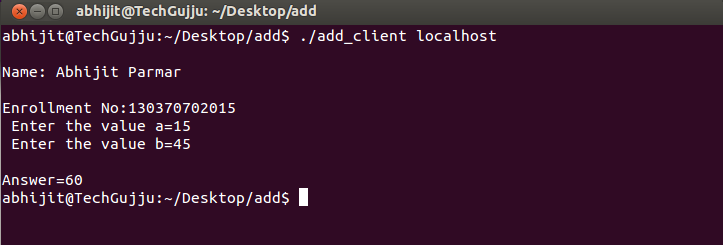 abhijit@TechGujju: ~/Desktop/add
abhijit@TechGujju:~/Desktop/add$ ./add_client localhost
Name: Abhijit Parmar
Enrollment No:130370702015
Enter the value a=15
Enter the value b=45
Answer=60
abhijit@TechGujju:~/Desktop/add$